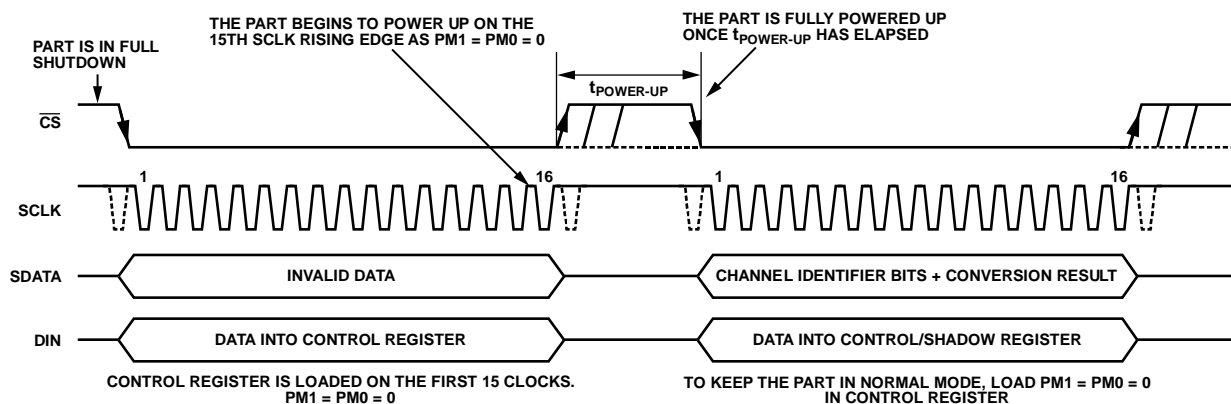 THE PART BEGINS TO POWER UP ON THE
15TH SCLK RISING EDGE AS PM1 = PM0 = 0
THE PART IS FULLY POWERED UP
ONCE tPOWER-UP HAS ELAPSED
PART IS IN FULL
SHUTDOWN
tPOWER-UP
CS
1
16
1
16
SCLK
SDATA
INVALID DATA
CHANNEL IDENTIFIER BITS + CONVERSION RESULT
DIN
DATA INTO CONTROL REGISTER
DATA INTO CONTROL/SHADOW REGISTER
CONTROL REGISTER IS LOADED ON THE FIRST 15 CLOCKS.
PM1 = PM0 = 0
TO KEEP THE PART IN NORMAL MODE, LOAD PM1 = PM0 = 0
IN CONTROL REGISTER